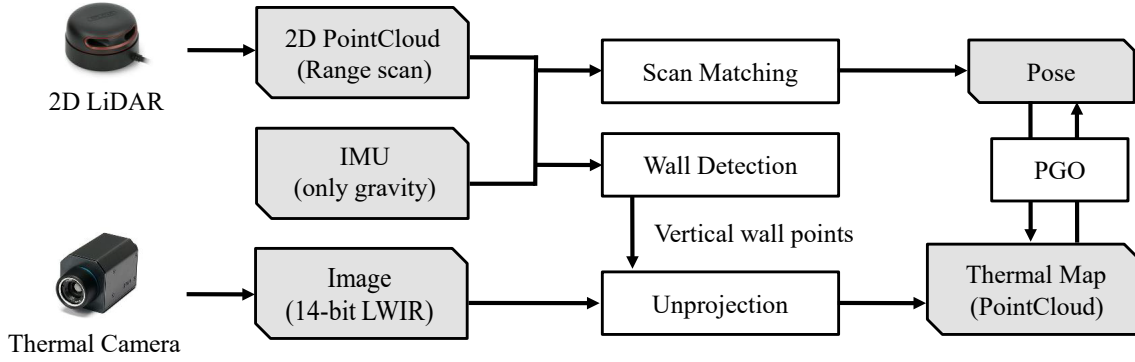 2D LiDAR
2D PointCloud
(Range scan)
Scan Matching
Pose
IMU
(only gravity)
Wall Detection
PGO
Vertical wall points
Thermal Camera
Image
(14-bit LWIR)
Unprojection
Thermal Map
(PointCloud)